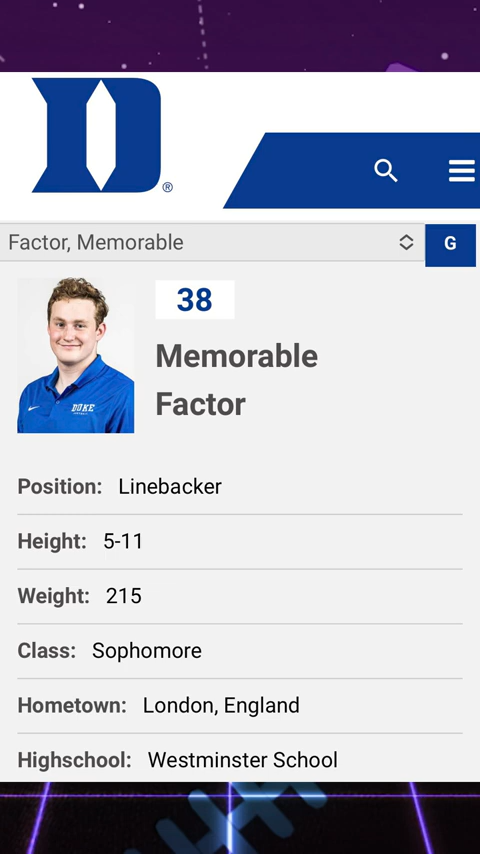 D®
Factor, Memorable
G
38
Memorable
Factor
DUKE
Position: Linebacker
Height: 5-11
Weight: 215
Class: Sophomore
Hometown: London, England
Highschool: Westminster School